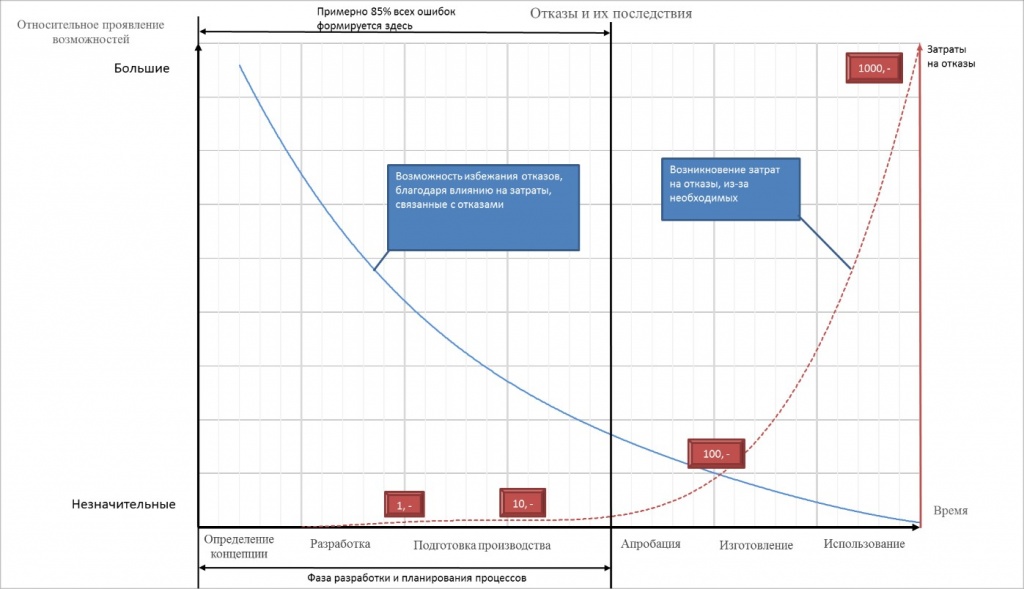 Отказы и их последствия
Примерно 85% всех ошибок
формируется здесь
Относительное проявление
возможностей
Большие
Затраты
на отказы
1000,-
Возможность избежания отказов,
благодаря влиянию на затраты,
связанные с отказами
Возникновение затрат
на отказы, из-за
необходимых
100,-
1,-
10,-
Незначительные
Время
Определение
концепции
Разработка
Подготовка производства
Апробация
Изготовление
Использование
Фаза разработки и планирования процессов